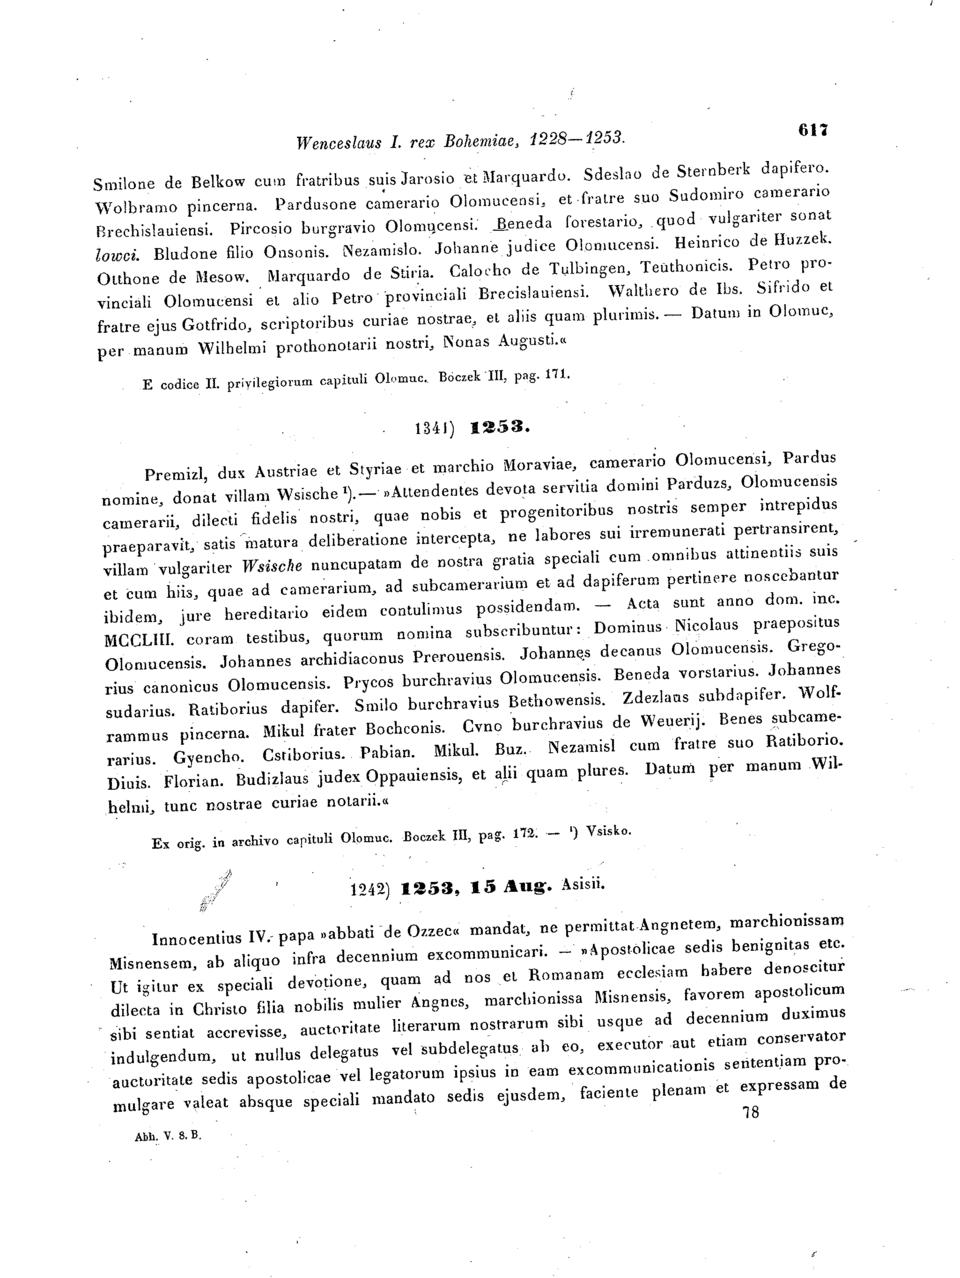 Wenceslaus I. rex Bohemiae, 1228—1253. 617
Smilone de Belkow cum fratribus suis Jarosio et Marquardo. Sdeslao de Sternberk dapifero.
Wolbramo pincerna. Pardusone camerario Olomucensi, et fratre suo Sudomiro camerario
Brechislauiensi. Pircosio burgravio Olomucensi. Beneda forestario, quod vulgariter sonat
lowci. Bludone filio Onsonis. Nezamislo. Johanne judice Olomucensi. Heinrico de Huzzek.
Otthone de Mesow. Marquardo de Stiria. Calocho de Tulbingen, Teuthonicis. Petro pro-
vinciali Olomucensi et alio Petro provinciali Brecislauiensi. Walthero de Ibs. Sifrido et
fratre ejus Gotfrido, scriptoribus curiae nostrae, et aliis quam plurimis. — Datum in Olomuc,
per manum Wilhelmi prothonotarii nostri, Nonas Augusti.«
E codice II. privilegiorum capituli Olomuc. Boczek III, pag. 171.
1341) 1253.
Premizl, dux Austriae et Styriae et marchio Moraviae, camerario Olomucensi, Pardus
nomine, donat villam Wsische ¹). — »Attendentes devota servitia domini Parduzs, Olomucensis
camerarii, dilecti fidelis nostri, quae nobis et progenitoribus nostris semper intrepidus
praeparavit, satis matura deliberatione intercepta, ne labores sui irremunerati pertransirent,
villam vulgariter Wsische nuncupatam de nostra gratia speciali cum omnibus attinentiis suis
et cum hiis, quae ad camerarium, ad subcamerarium et ad dapiferum pertinere noscebantur
ibidem, jure hereditario eidem contulimus possidendam. — Acta sunt anno dom. inc.
MCCLIII. coram testibus, quorum nomina subscribuntur: Dominus Nicolaus praepositus
Olomucensis. Johannes archidiaconus Prerouensis. Johannes decanus Olomucensis. Grego-
rius canonicus Olomucensis. Prycos burchravius Olomucensis. Beneda vorstarius. Johannes
sudarius. Ratiborius dapifer. Smilo burchravius Bethowensis. Zdezlaus subdapifer. Wolf-
rammus pincerna. Mikul frater Bochconis. Cvno burchravius de Weuerij. Benes subcame-
rarius. Gyencho. Cstiborius. Pabian. Mikul. Buz. Nezamisl cum fratre suo Ratiborio.
Diuis. Florian. Budizlaus judex Oppauiensis, et alii quam plures. Datum per manum Wil-
helmi, tunc nostrae curiae notarii.«
Ex orig. in archivo capituli Olomuc. Boczek III, pag. 172. — ¹) Vsisko.
1242) 1253, 15 Aug. Asisii.
Innocentius IV. papa »abbati de Ozzec« mandat, ne permittat Angnetem, marchionissam
Misnensem, ab aliquo infra decennium excommunicari. — »Apostolicae sedis benignitas etc.
Ut igitur ex speciali devotione, quam ad nos et Romanam ecclesiam habere denoscitur
dilecta in Christo filia nobilis mulier Angnes, marchionissa Misnensis, favorem apostolicum
sibi sentiat accrevisse, auctoritate literarum nostrarum sibi usque ad decennium duximus
indulgendum, ut nullus delegatus vel subdelegatus ab eo, executor aut etiam conservator
auctoritate sedis apostolicae vel legatorum ipsius in eam excommunicationis sententiam pro-
mulgare valeat absque speciali mandato sedis ejusdem, faciente plenam et expressam de
78
Abh. V. 8. B.